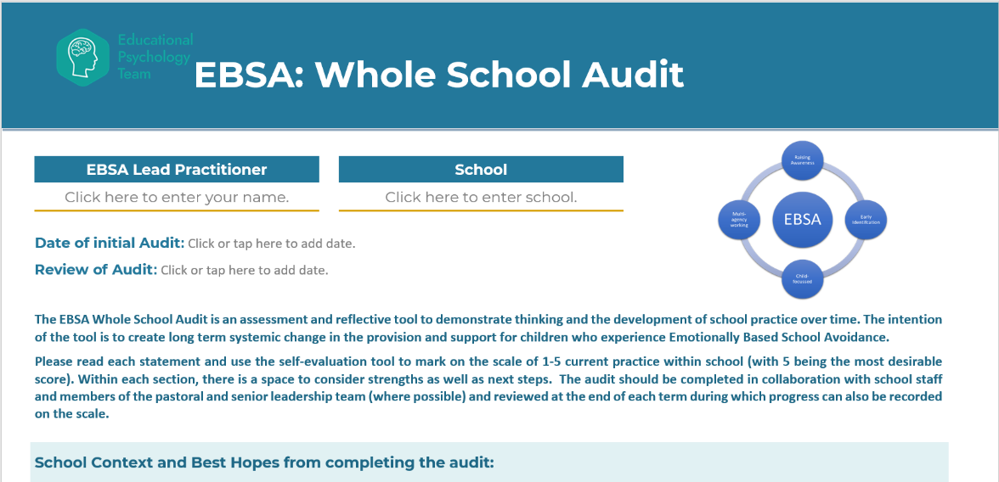 Educational
Psychology
Team
EBSA: Whole School Audit
EBSA Lead Practitioner
School
Click here to enter your name.
Click here to enter school.
Date of initial Audit: Click or tap here to add date.
Review of Audit: Click or tap here to add date.
Raising
Awareness
Multi-
agency
working
EBSA
Early
Identification
Child-
focussed
The EBSA Whole School Audit is an assessment and reflective tool to demonstrate thinking and the development of school practice over time. The intention
of the tool is to create long term systemic change in the provision and support for children who experience Emotionally Based School Avoidance.
Please read each statement and use the self-evaluation tool to mark on the scale of 1-5 current practice within school (with 5 being the most desirable
score). Within each section, there is a space to consider strengths as well as next steps. The audit should be completed in collaboration with school staff
and members of the pastoral and senior leadership team (where possible) and reviewed at the end of each term during which progress can also be recorded
on the scale.
School Context and Best Hopes from completing the audit: